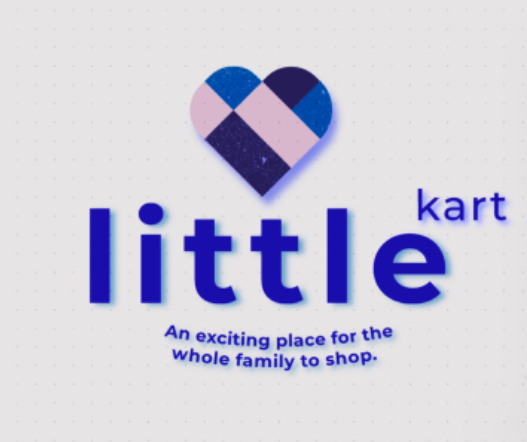 little kart
An exciting place for the
whole family to shop.